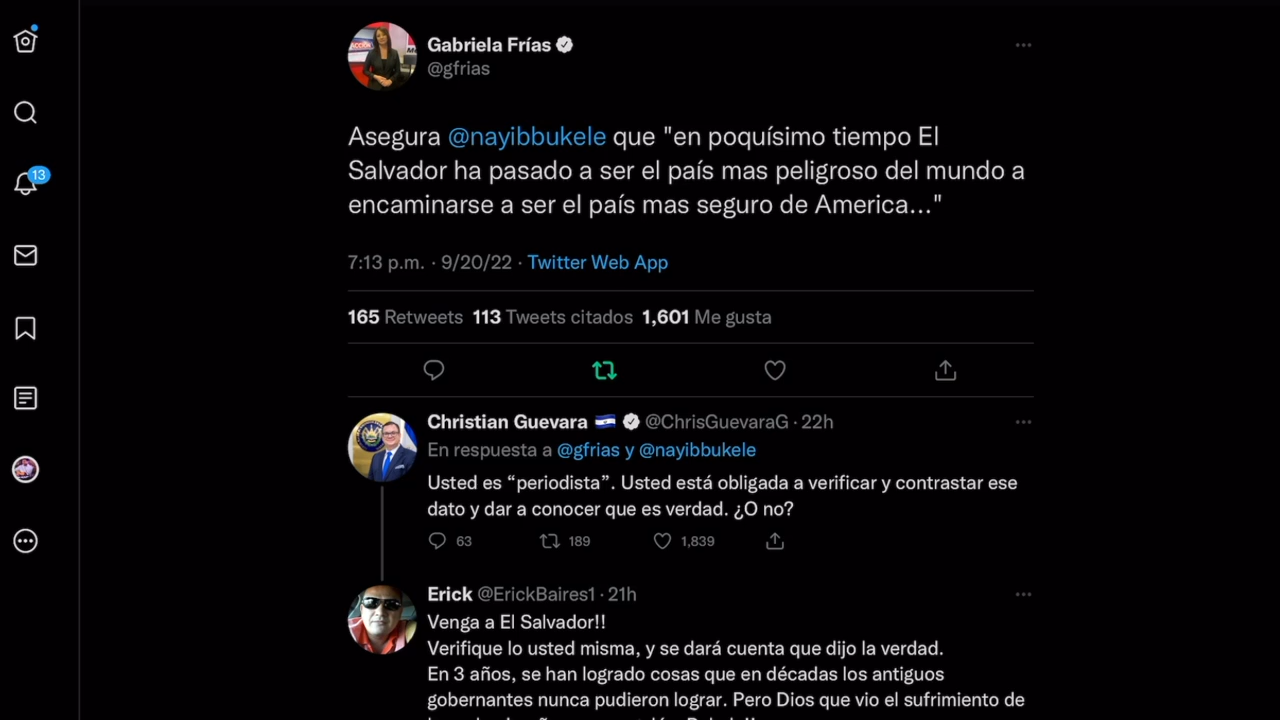 Gabriela Frías
@gfrias
Asegura @nayibbukele que "en poquísimo tiempo El
Salvador ha pasado a ser el país mas peligroso del mundo a
encaminarse a ser el país mas seguro de America..."
7:13 p.m. · 9/20/22 · Twitter Web App
165 Retweets 113 Tweets citados 1,601 Me gusta
13
Christian Guevara @ChrisGuevaraG · 22h
En respuesta a @gfrias y @nayibbukele
Usted es “periodista”. Usted está obligada a verificar y contrastar ese
dato y dar a conocer que es verdad. ¿O no?
63 189 1,839
Erick @ErickBaires1 · 21h
Venga a El Salvador!!
Verifique lo usted misma, y se dará cuenta que dijo la verdad.
En 3 años, se han logrado cosas que en décadas los antiguos
gobernantes nunca pudieron lograr. Pero Dios que vio el sufrimiento de